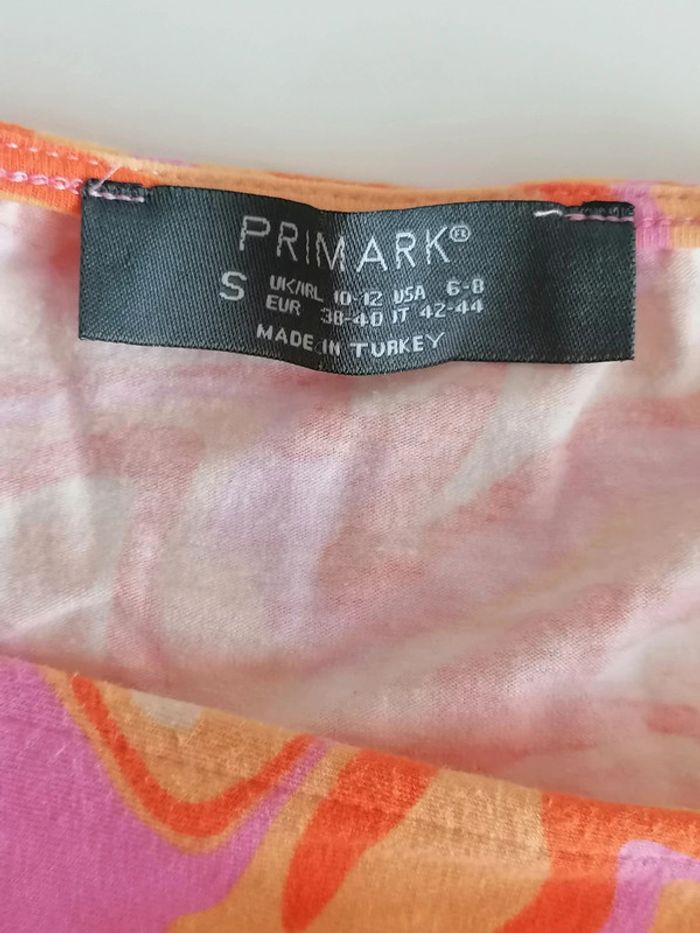 PRIMARK®
S UK/IRL 10-12 USA 6-8
EUR 38-40 IT 42-44
MADE IN TURKEY